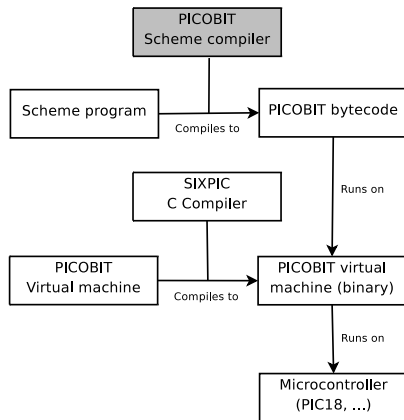 PICOBIT
Scheme compiler
Scheme program
Compiles to
PICOBIT bytecode
Runs on
SIXPIC
C Compiler
PICOBIT
Virtual machine
Compiles to
PICOBIT virtual
machine (binary)
Runs on
Microcontroller
(PIC18, ...)